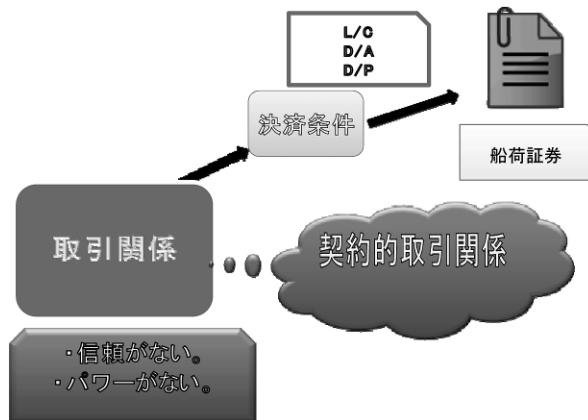 L/C
D/A
D/P
決済条件
船荷証券
取引関係
契約的取引関係
・信頼がない。
・パワーがない。